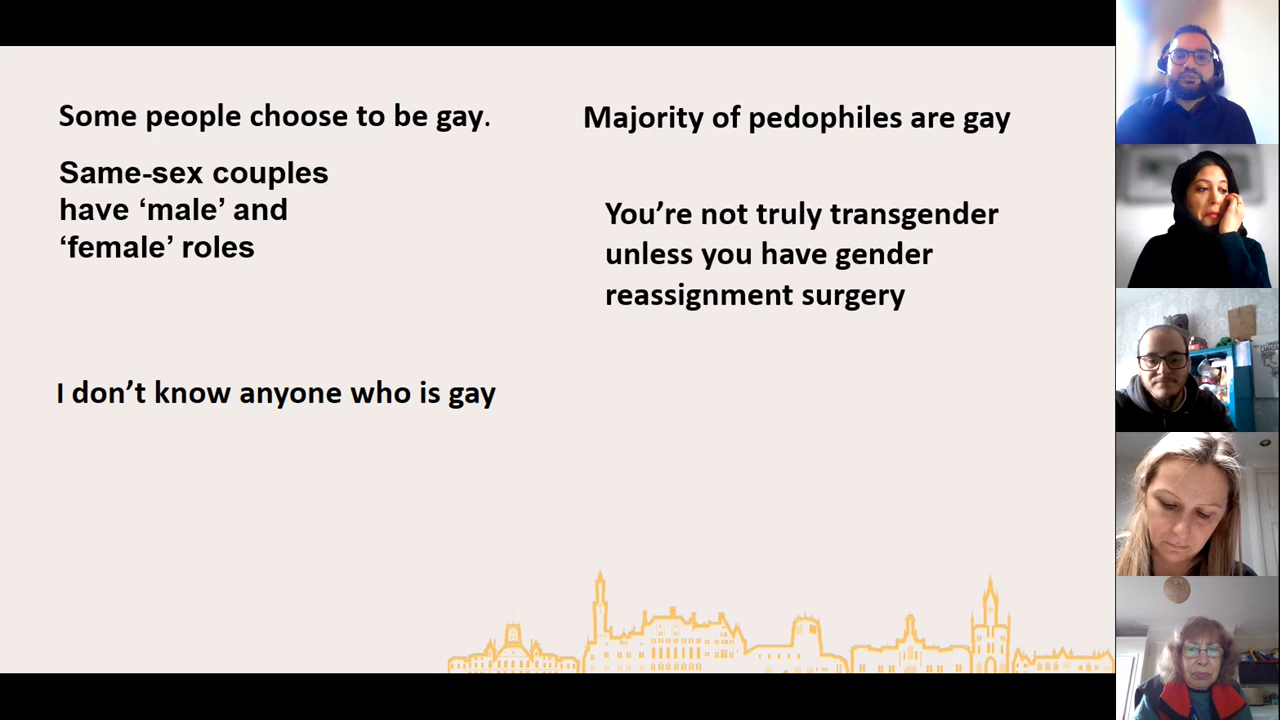 Some people choose to be gay.
Same-sex couples
have ‘male’ and
‘female’ roles
I don’t know anyone who is gay
Majority of pedophiles are gay
You’re not truly transgender
unless you have gender
reassignment surgery